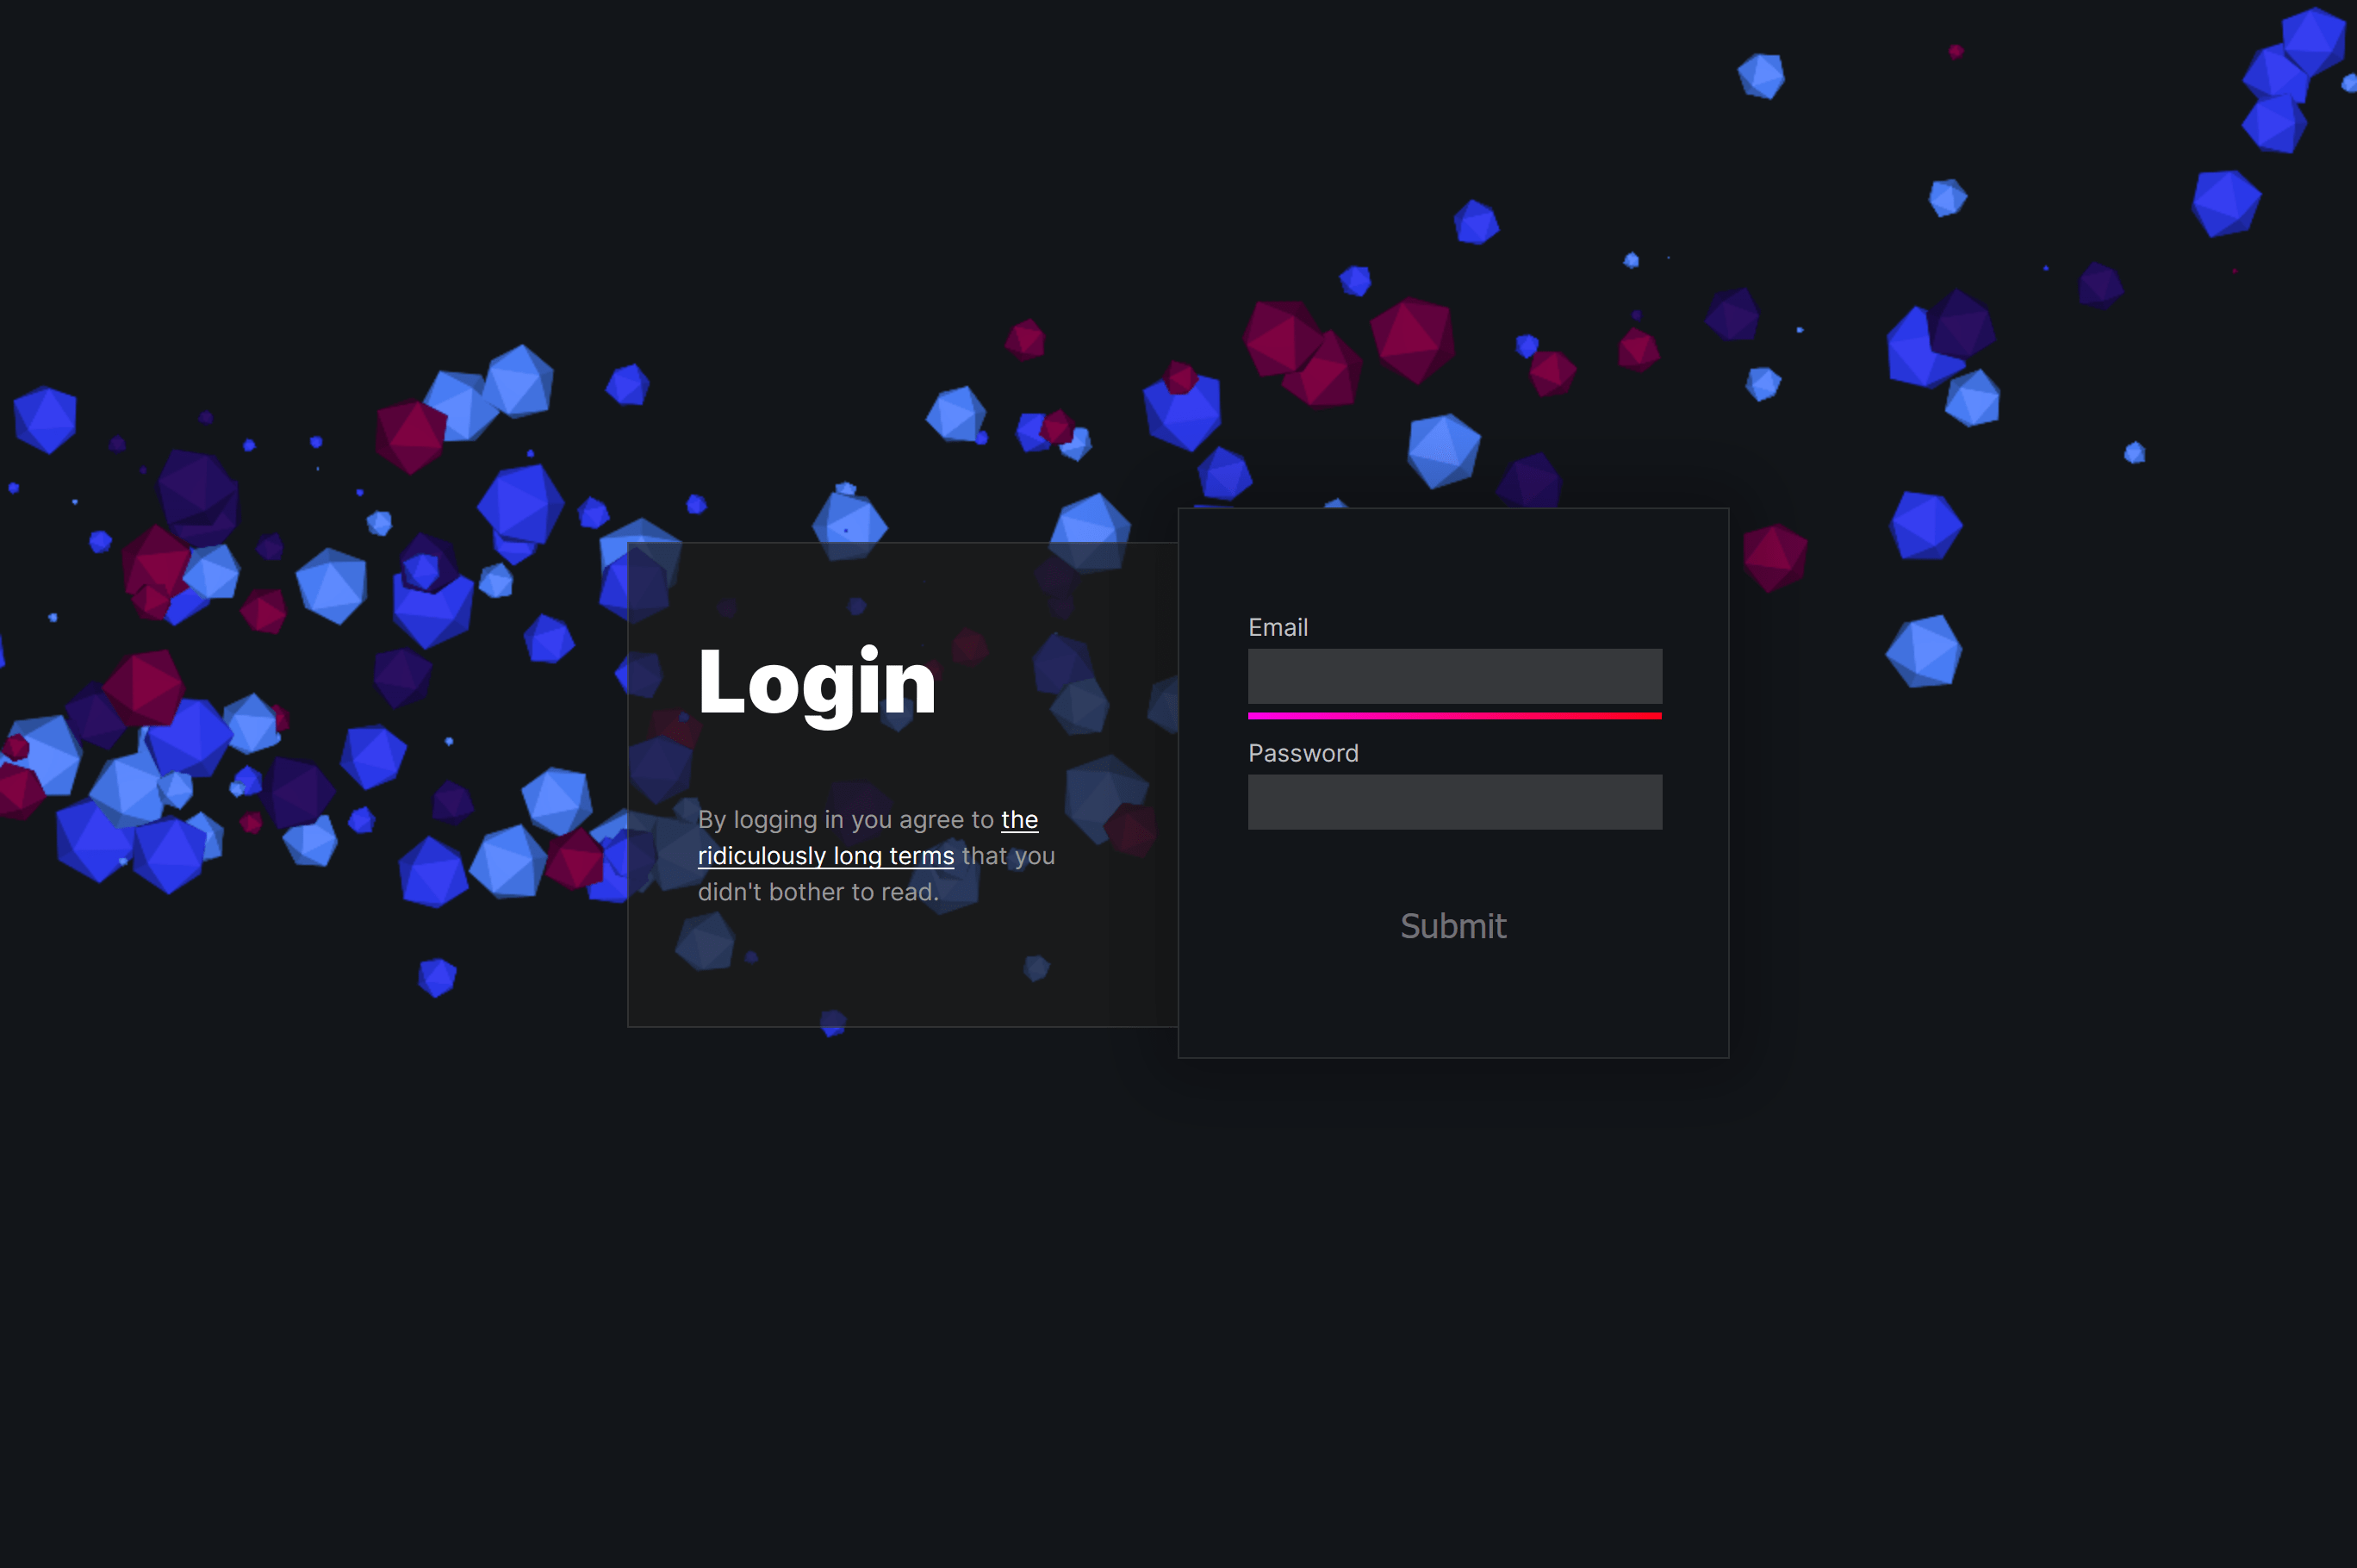 Login
By logging in you agree to the
ridiculously long terms that you
didn't bother to read.
Email
Password
Submit